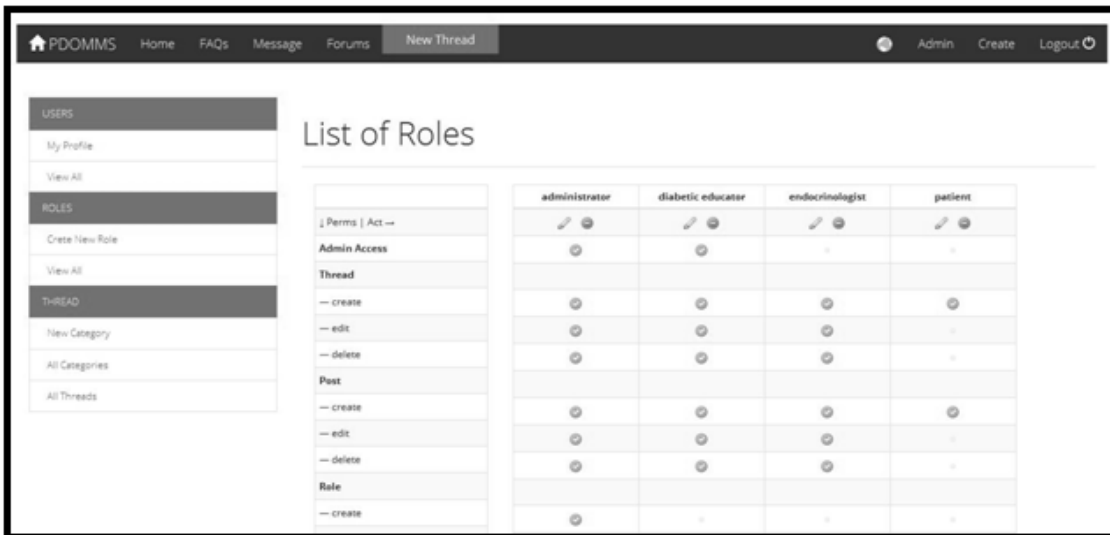 PDOMMS Home FAQs Message Forums New Thread Admin Create Logout
USERS
My Profile
View All
ROLES
Crete New Role
View All
THREAD
New Category
All Categories
All Threads
List of Roles
administrator diabetic educator endocrinologist patient
↓ Perms | Act →
Admin Access
Thread
— create
— edit
— delete
Post
— create
— edit
— delete
Role
— create